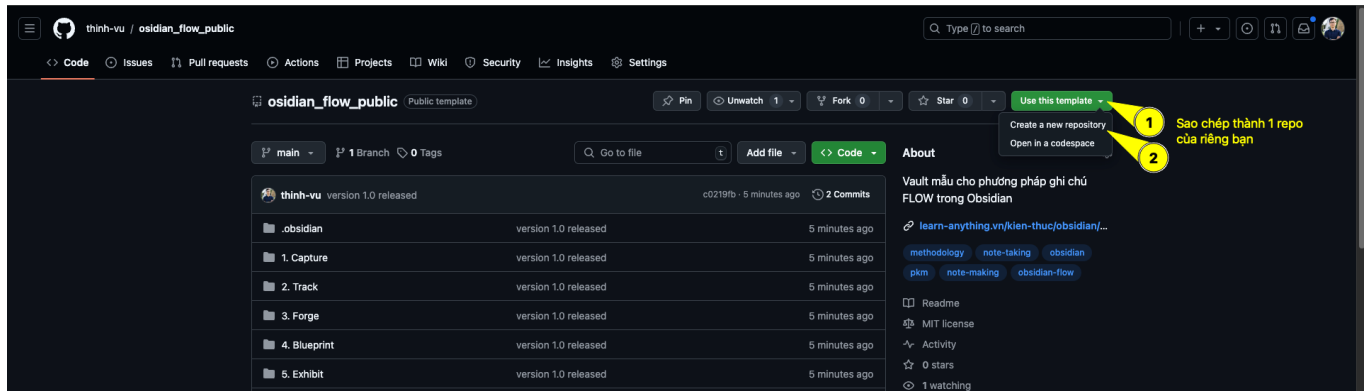 thinh-vu / osidian_flow_public
Type / to search
Code Issues Pull requests Actions Projects Wiki Security Insights Settings
osidian_flow_public Public template
Pin Unwatch 1 Fork 0 Star 0 Use this template
Create a new repository
Open in a codespace
1
2
Sao chép thành 1 repo
của riêng bạn
main 1 Branch 0 Tags Go to file t Add file Code
thinh-vu version 1.0 released c0219fb · 5 minutes ago 2 Commits
.obsidian version 1.0 released 5 minutes ago
1. Capture version 1.0 released 5 minutes ago
2. Track version 1.0 released 5 minutes ago
3. Forge version 1.0 released 5 minutes ago
4. Blueprint version 1.0 released 5 minutes ago
5. Exhibit version 1.0 released 5 minutes ago
About
Vault mẫu cho phương pháp ghi chú
FLOW trong Obsidian
learn-anything.vn/kien-thuc/obsidian/...
methodology note-taking obsidian
pkm note-making obsidian-flow
Readme
MIT license
Activity
0 stars
1 watching